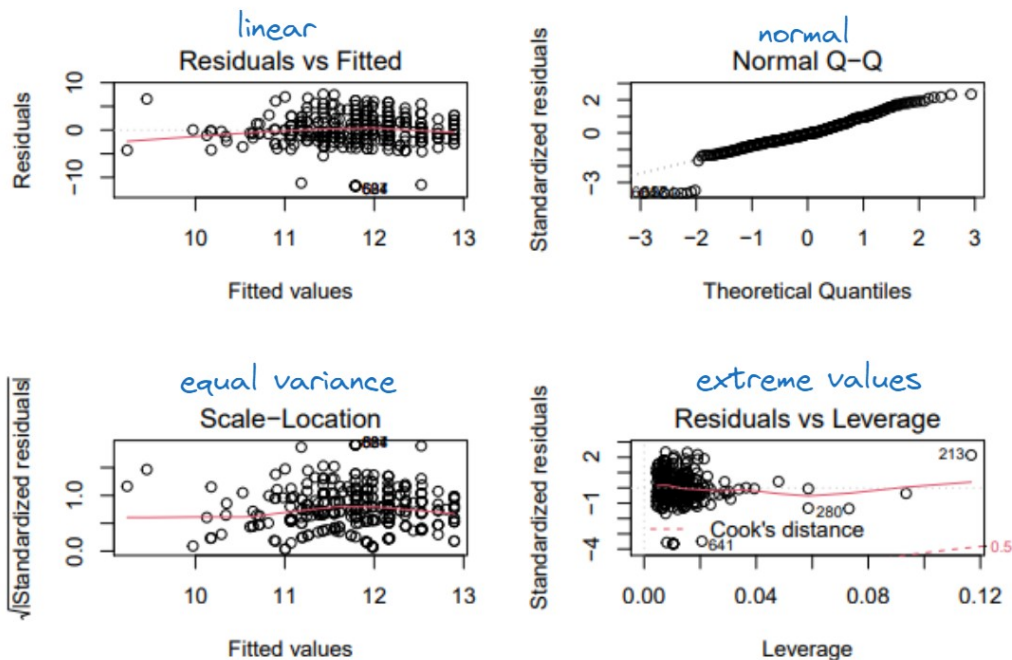 linear
Residuals vs Fitted
Residuals
10
0
−10
10 11 12 13
Fitted values
normal
Normal Q−Q
Standardized residuals
2
0
−3
−3 −2 −1 0 1 2 3
Theoretical Quantiles
equal variance
Scale−Location
√|Standardized residuals|
1.0
0.0
10 11 12 13
Fitted values
extreme values
Residuals vs Leverage
Standardized residuals
2
−1
−4
213
280
641
Cook's distance
0.5
0.00 0.04 0.08 0.12
Leverage